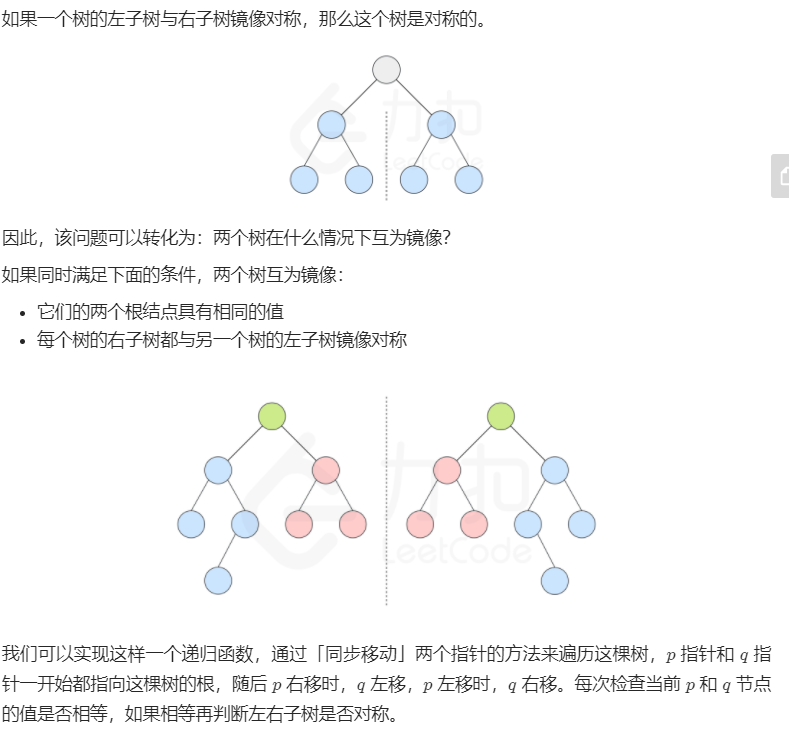 如果一个树的左子树与右子树镜像对称，那么这个树是对称的。
力扣
LeetCode
因此，该问题可以转化为：两个树在什么情况下互为镜像？
如果同时满足下面的条件，两个树互为镜像：
• 它们的两个根结点具有相同的值
• 每个树的右子树都与另一个树的左子树镜像对称
力扣
LeetCode
我们可以实现这样一个递归函数，通过「同步移动」两个指针的方法来遍历这棵树，p 指针和 q 指
针一开始都指向这棵树的根，随后 p 右移时，q 左移，p 左移时，q 右移。每次检查当前 p 和 q 节点
的值是否相等，如果相等再判断左右子树是否对称。